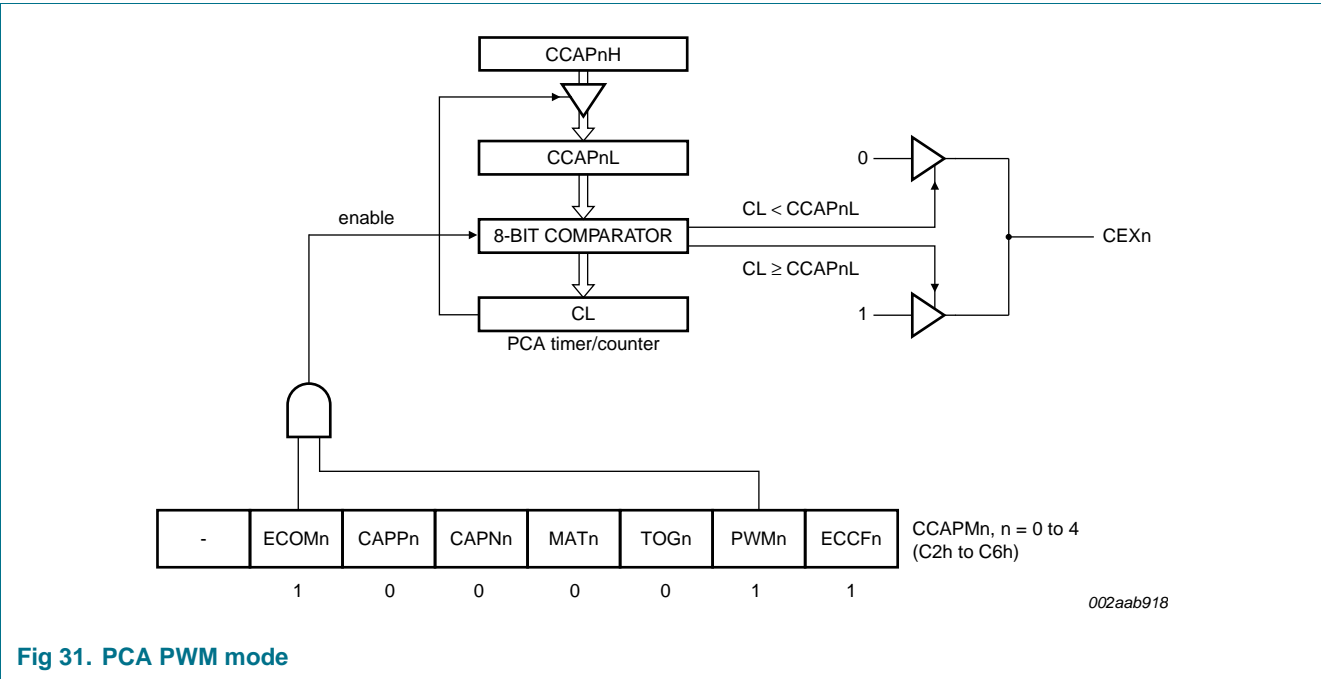 CCAPnH
CCAPnL
0
CL < CCAPnL
enable
8-BIT COMPARATOR
CEXn
CL ≥ CCAPnL
CL
1
PCA timer/counter
- ECOMn CAPPn CAPNn MATn TOGn PWMn ECCFn CCAPMn, n = 0 to 4
(C2h to C6h)
1 0 0 0 0 1 1
002aab918
Fig 31. PCA PWM mode